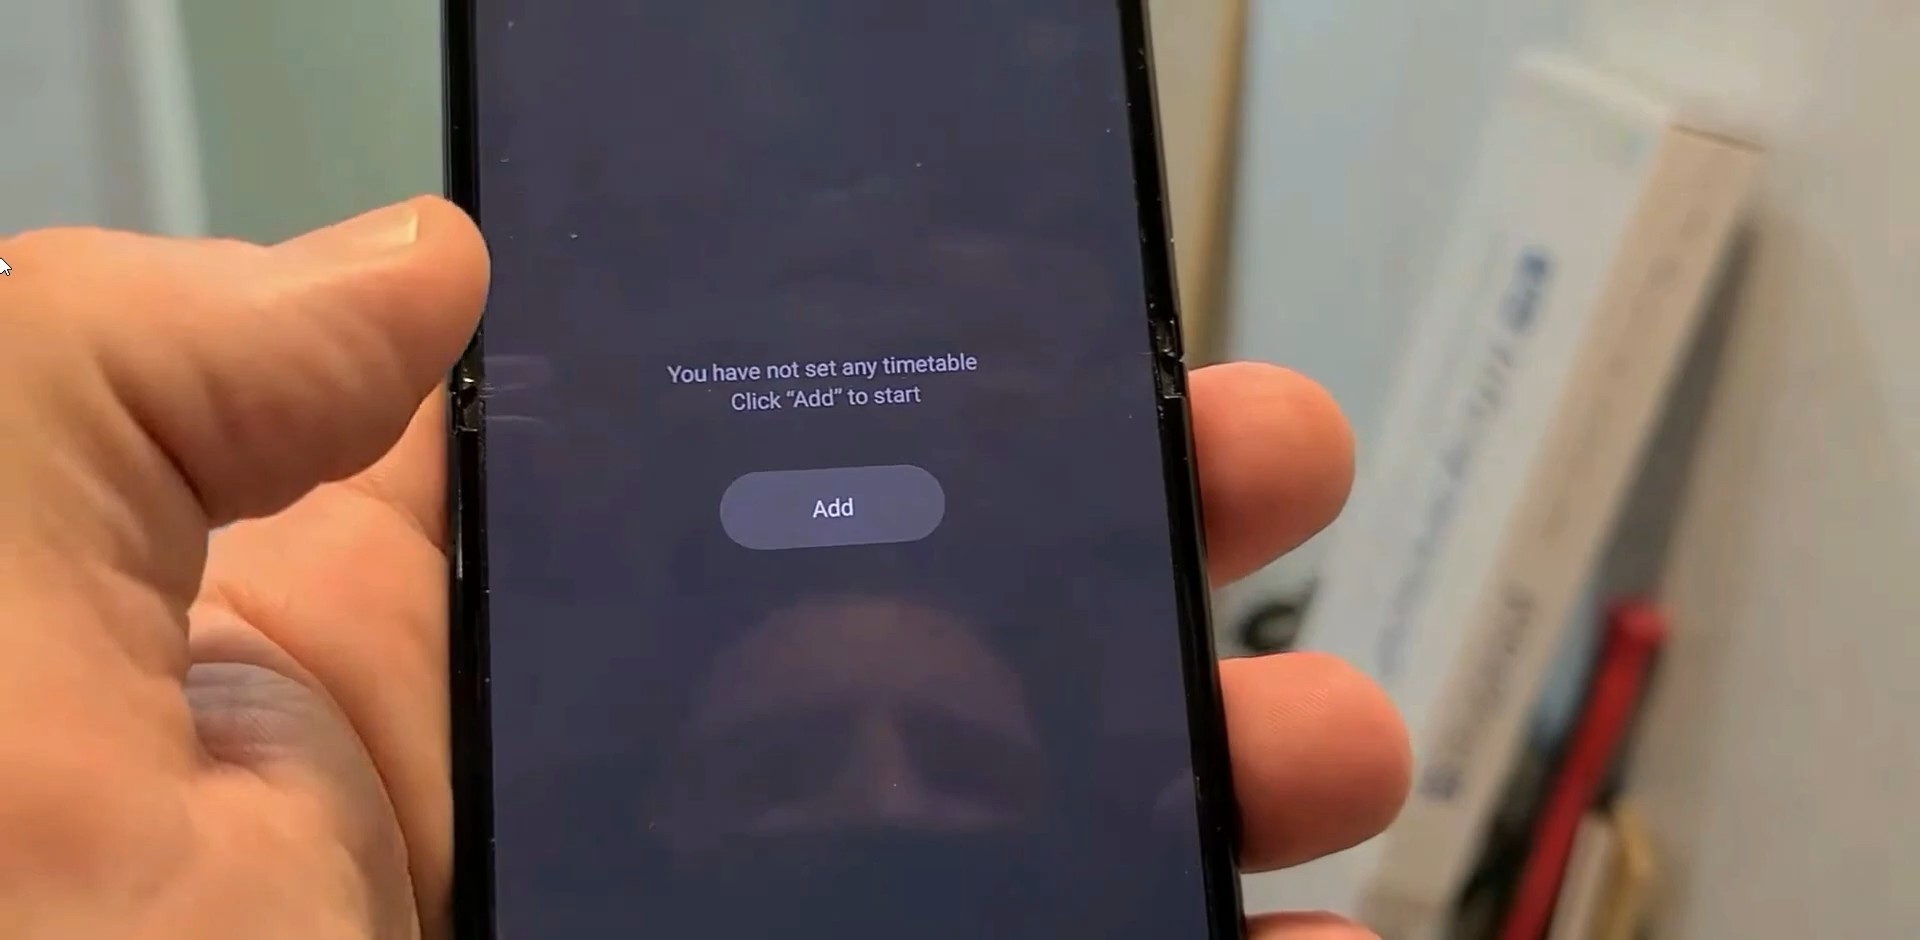 You have not set any timetable
Click “Add” to start
Add